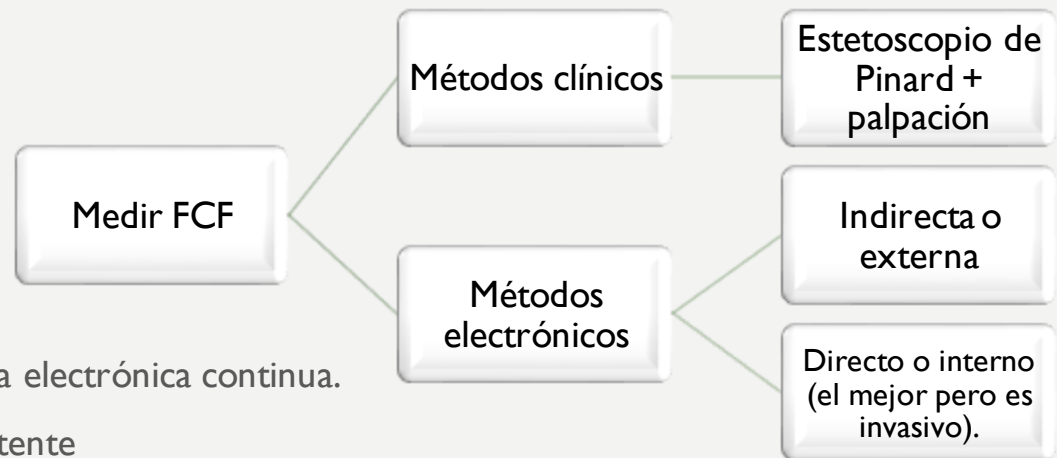 Medir FCF
Métodos clínicos
Estetoscopio de
Pinard +
palpación
Métodos
electrónicos
Indirecta o
externa
Directo o interno
(el mejor pero es
invasivo).
a electrónica continua.
tente